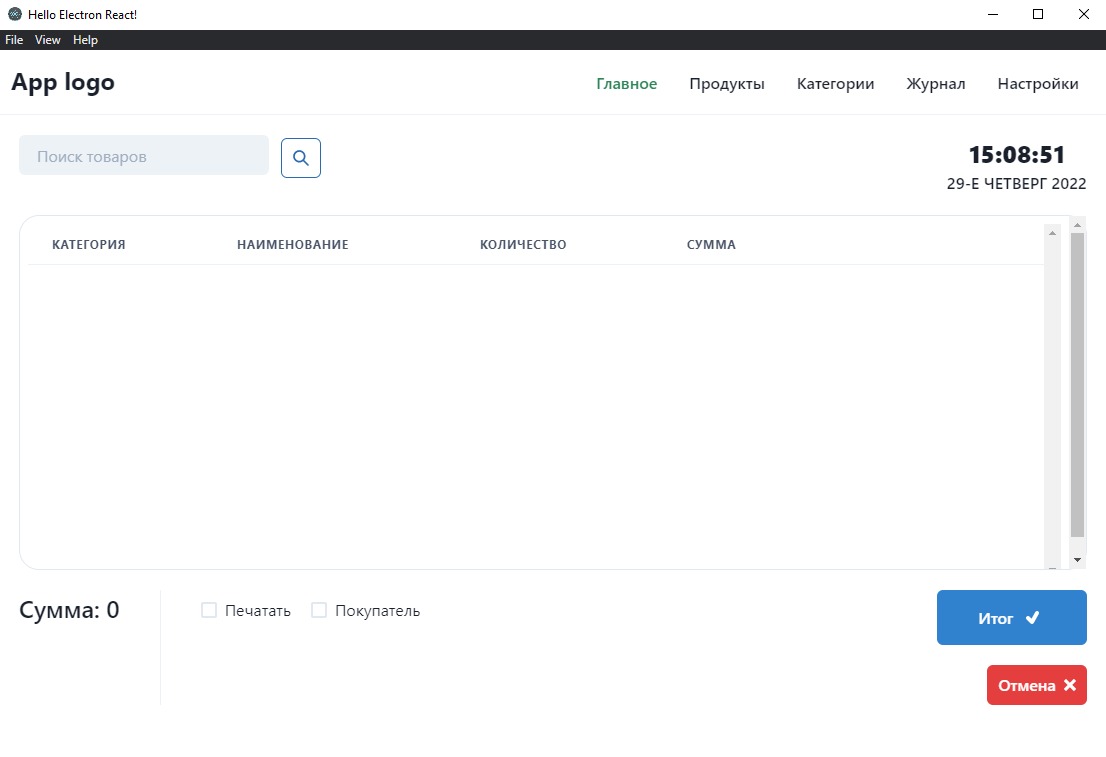 Hello Electron React!
File View Help
App logo
Главное Продукты Категории Журнал Настройки
Поиск товаров
15:08:51
29-Е ЧЕТВЕРГ 2022
КАТЕГОРИЯ НАИМЕНОВАНИЕ КОЛИЧЕСТВО СУММА
Сумма: 0
Печатать Покупатель
Итог
Отмена